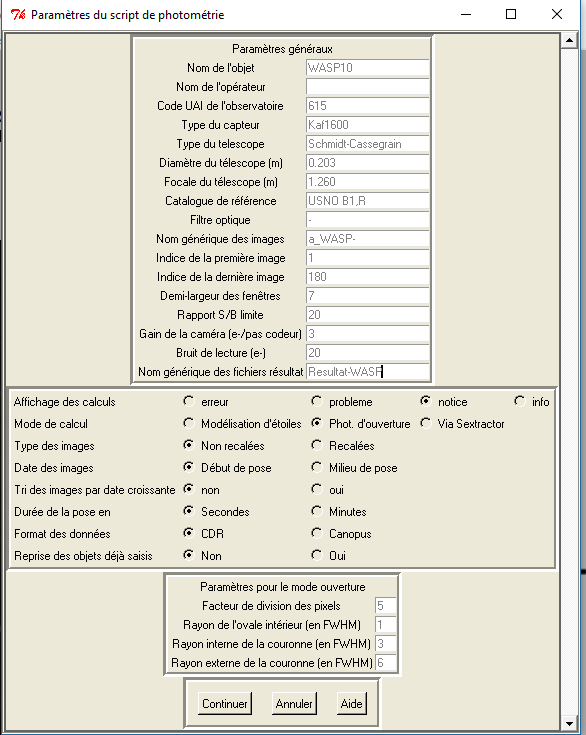 Paramètres du script de photométrie
Paramètres généraux
Nom de l'objet WASP10
Nom de l'opérateur
Code UAI de l'observatoire 615
Type du capteur Kaf1600
Type du telescope Schmidt-Cassegrain
Diamètre du télescope (m) 0.203
Focale du télescope (m) 1.260
Catalogue de référence USNO B1,R
Filtre optique -
Nom générique des images a_WASP-
Indice de la première image 1
Indice de la dernière image 180
Demi-largeur des fenêtres 7
Rapport S/B limite 20
Gain de la caméra (e-/pas codeur) 3
Bruit de lecture (e-) 20
Nom générique des fichiers résultat Resultat-WASP
Affichage des calculs erreur probleme notice info
Mode de calcul Modélisation d'étoiles Phot. d'ouverture Via Sextractor
Type des images Non recalées Recalées
Date des images Début de pose Milieu de pose
Tri des images par date croissante non oui
Durée de la pose en Secondes Minutes
Format des données CDR Canopus
Reprise des objets déjà saisis Non Oui
Paramètres pour le mode ouverture
Facteur de division des pixels 5
Rayon de l'ovale intérieur (en FWHM) 1
Rayon interne de la couronne (en FWHM) 3
Rayon externe de la couronne (en FWHM) 6
Continuer Annuler Aide